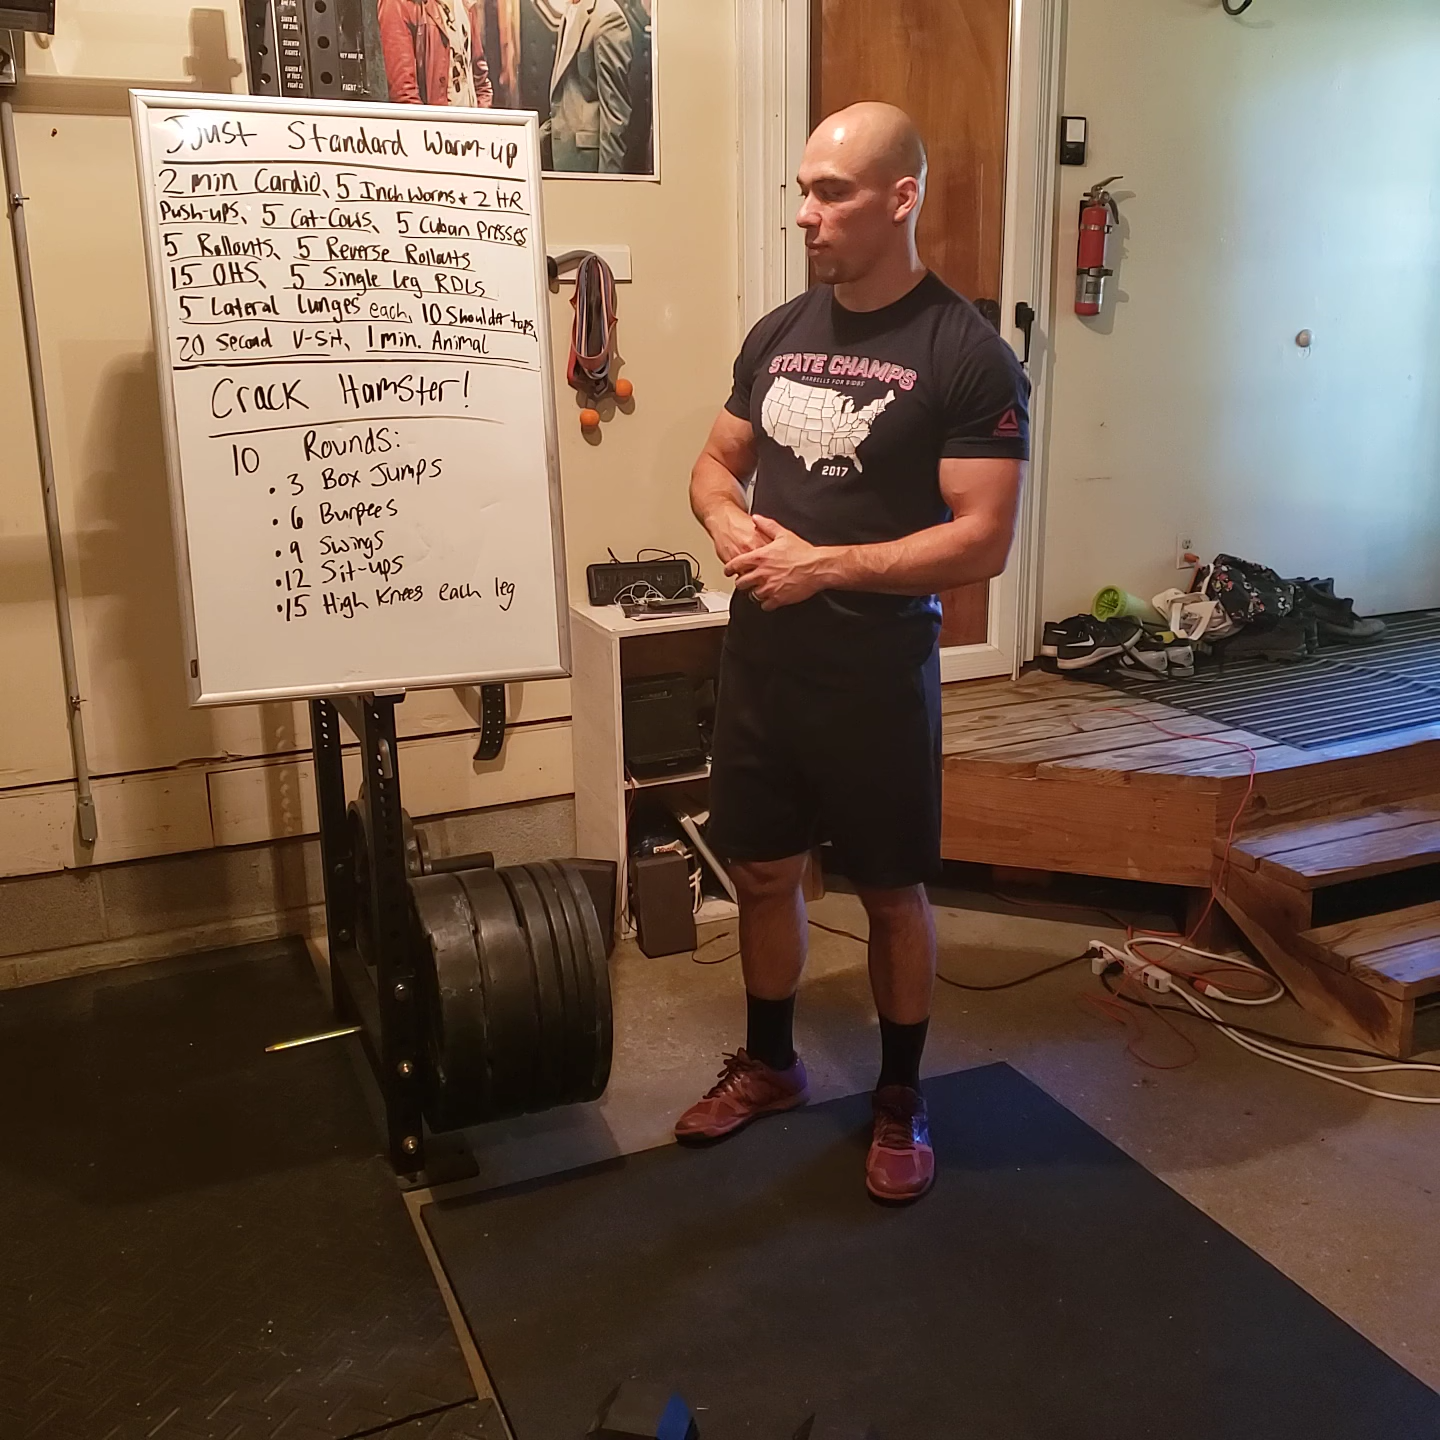 JJust Standard Warm-up
2 min Cardio, 5 Inch Worms + 2 HR
Push-ups, 5 Cat-Cows, 5 Cuban Presses
5 Rollouts, 5 Reverse Rollouts
15 OHS, 5 Single leg RDLs
5 Lateral lunges each, 10 Shoulder taps,
20 second V-Sit, 1 min. Animal
Crack Hamster!
10 Rounds:
• 3 Box Jumps
• 6 Burpees
• 9 Swings
•12 Sit-ups
•15 High Knees each leg
STATE CHAMPS
BARBELLS FOR BOOBS
2017
FIGHT.